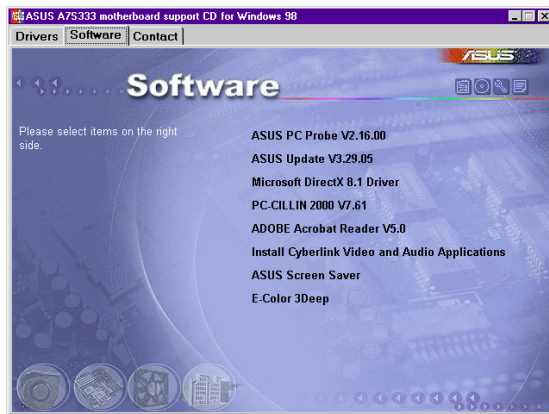 ASUS A7S333 motherboard support CD for Windows 98
Drivers Software Contact
ASUS
Software
Please select items on the right
side.
ASUS PC Probe V2.16.00
ASUS Update V3.29.05
Microsoft DirectX 8.1 Driver
PC-CILLIN 2000 V7.61
ADOBE Acrobat Reader V5.0
Install Cyberlink Video and Audio Applications
ASUS Screen Saver
E-Color 3Deep